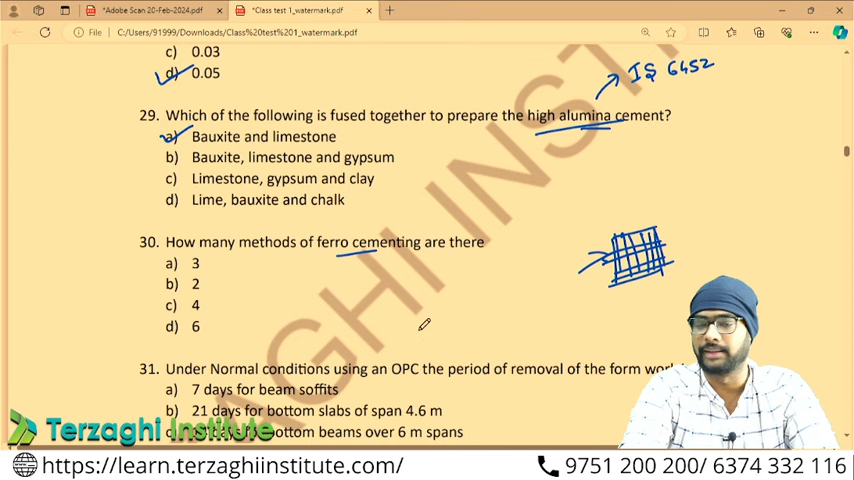 *Adobe Scan 20-Feb-2024.pdf
*Class test 1_watermark.pdf
File
C:/Users/91999/Downloads/Class%20test%201_watermark.pdf
c) 0.03
d) 0.05
IS 6452
29. Which of the following is fused together to prepare the high alumina cement?
a) Bauxite and limestone
b) Bauxite, limestone and gypsum
c) Limestone, gypsum and clay
d) Lime, bauxite and chalk
30. How many methods of ferro cementing are there
a) 3
b) 2
c) 4
d) 6
31. Under Normal conditions using an OPC the period of removal of the form work
a) 7 days for beam soffits
b) 21 days for bottom slabs of span 4.6 m
bottom beams over 6 m spans
Terzaghi Institute
https://learn.terzaghiinstitute.com/
9751 200 200/ 6374 332 116